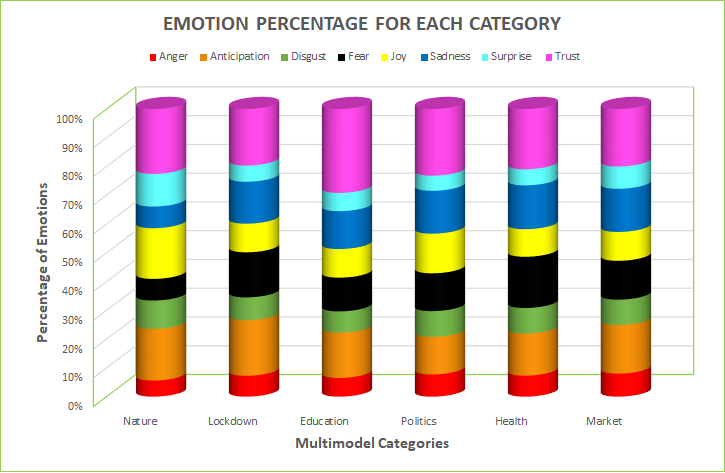 EMOTION PERCENTAGE FOR EACH CATEGORY
Anger Anticipation Disgust Fear Joy Sadness Surprise Trust
100%
90%
80%
70%
60%
50%
40%
30%
20%
10%
0%
Percentage of Emotions
Nature Lockdown Education Politics Health Market
Multimodel Categories